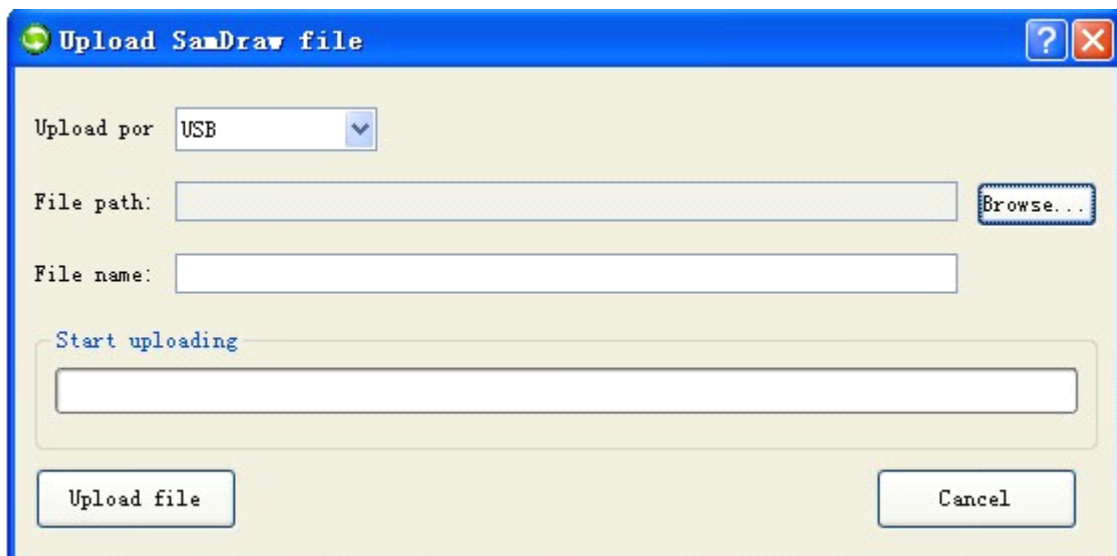 Upload SamDraw file
Upload por USB
File path: Browse...
File name:
Start uploading
Upload file Cancel